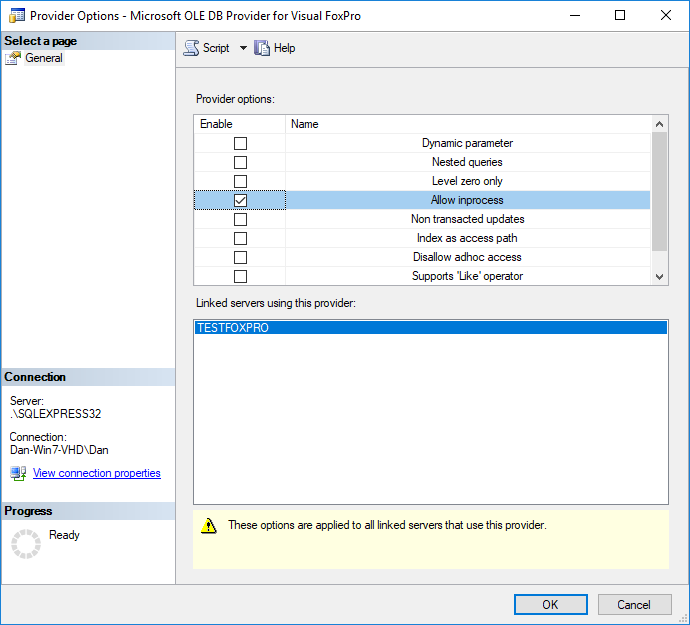 Provider Options - Microsoft OLE DB Provider for Visual FoxPro
Select a page
General
Script
Help
Provider options:
Enable
Name
Dynamic parameter
Nested queries
Level zero only
Allow inprocess
Non transacted updates
Index as access path
Disallow adhoc access
Supports 'Like' operator
Linked servers using this provider:
TESTFOXPRO
Connection
Server:
.\SQLEXPRESS32
Connection:
Dan-Win7-VHD\Dan
View connection properties
Progress
Ready
These options are applied to all linked servers that use this provider.
OK
Cancel